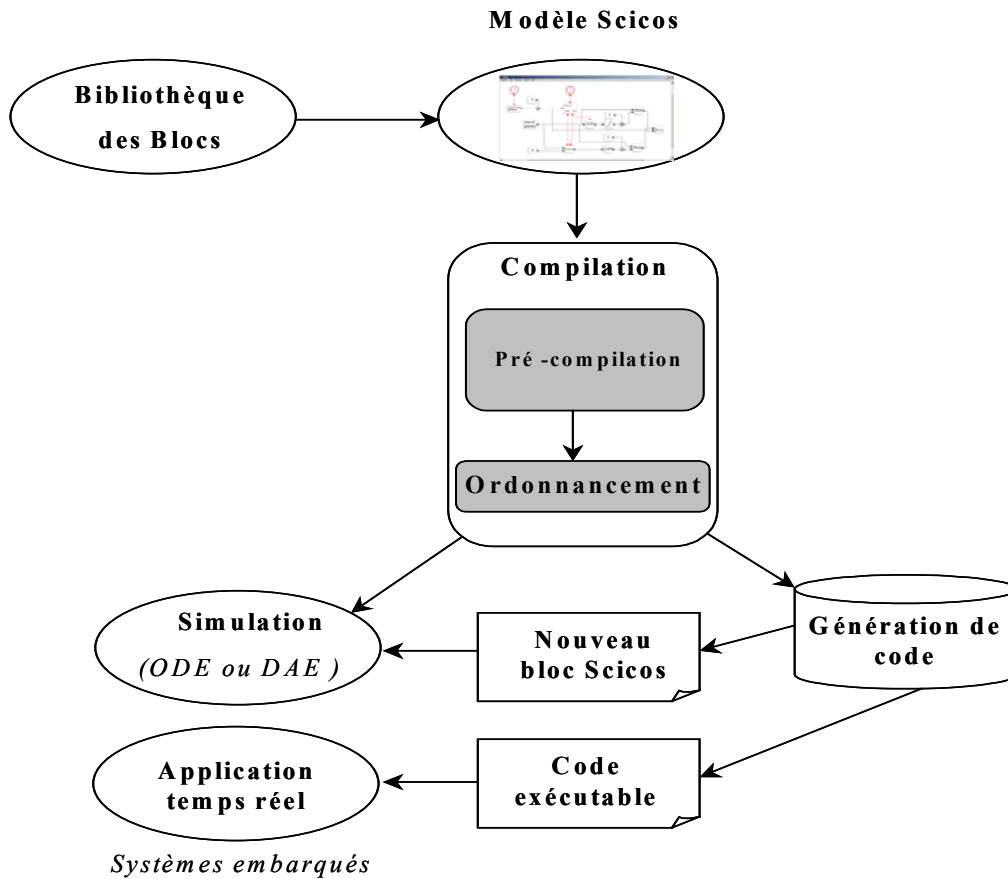 Modèle Scicos
Bibliothèque
des Blocs
Compilation
Pré -compilation
Ordonnancement
Simulation
(ODE ou DAE )
Nouveau
bloc Scicos
Génération de
code
Application
temps réel
Code
exécutable
Systèmes embarqués